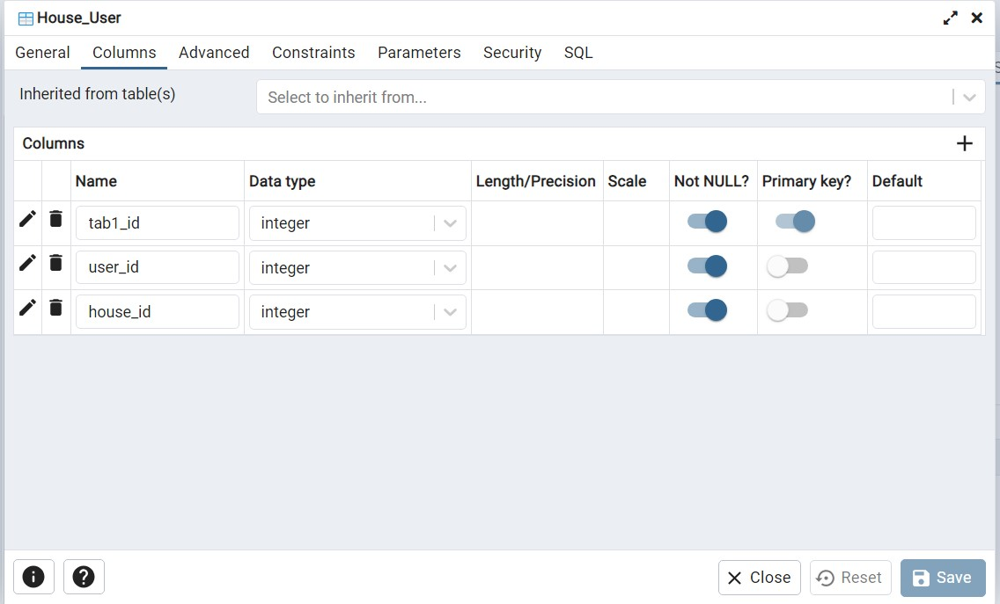 House_User
General Columns Advanced Constraints Parameters Security SQL
Inherited from table(s) Select to inherit from...
Columns
Name Data type Length/Precision Scale Not NULL? Primary key? Default
tab1_id integer
user_id integer
house_id integer
Close Reset Save